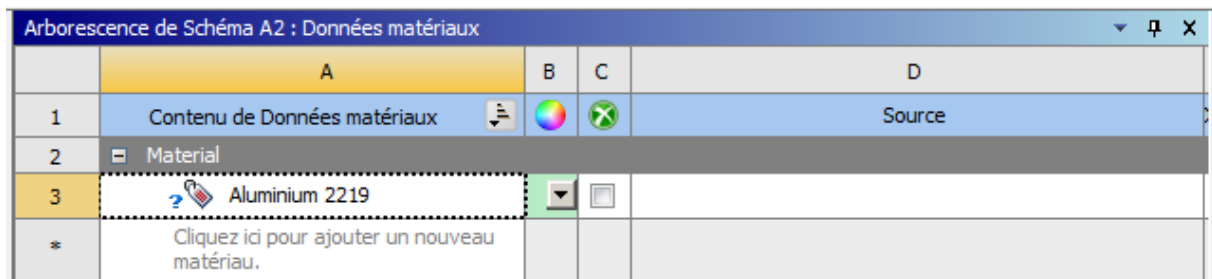 Arborescence de Schéma A2 : Données matériaux
A B C D
1 Contenu de Données matériaux Source
2 Material
3 ? Aluminium 2219
* Cliquez ici pour ajouter un nouveau
matériau.